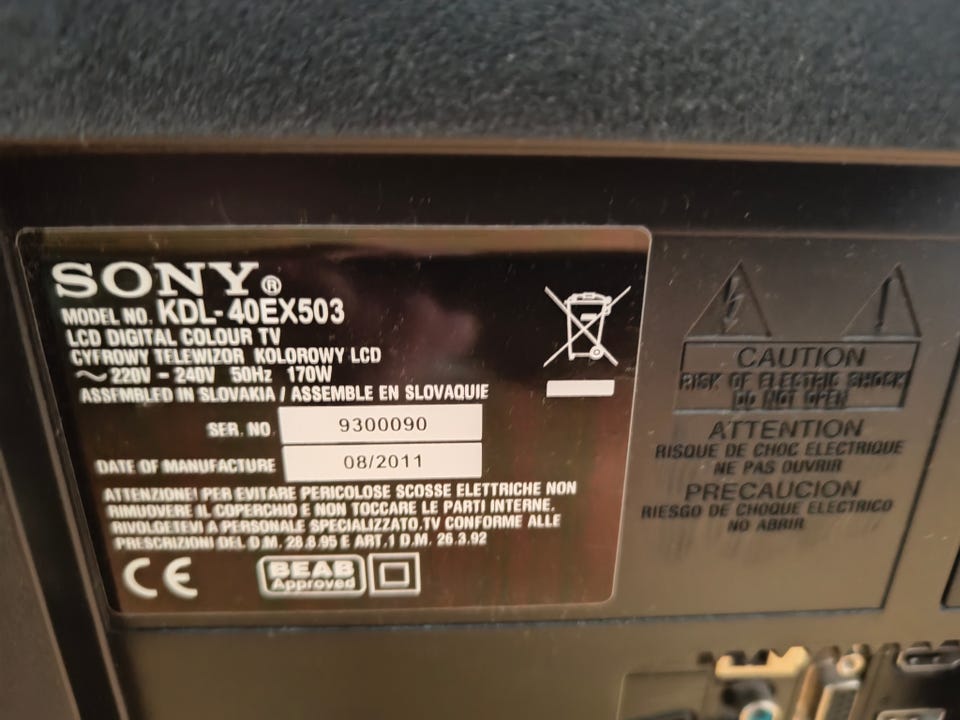 SONY®
MODEL NO. KDL-40EX503
LCD DIGITAL COLOUR TV
CYFROWY TELEWIZOR KOLOROWY LCD
~ 220V - 240V 50Hz 170W
ASSEMBLED IN SLOVAKIA / ASSEMBLE EN SLOVAQUIE
SER. NO. 9300090
DATE OF MANUFACTURE 08/2011
ATTENZIONE! PER EVITARE PERICOLOSE SCOSSE ELETTRICHE NON
RIMUOVERE IL COPERCHIO E NON TOCCARE LE PARTI INTERNE.
RIVOLGETEVI A PERSONALE SPECIALIZZATO.TV CONFORME ALLE
PRESCRIZIONI DEL D.M. 28.8.95 E ART.1 D.M. 26.3.92
CE BEAB
Approved
CAUTION
RISK OF ELECTRIC SHOCK
DO NOT OPEN
ATTENTION
RISQUE DE CHOC ELECTRIQUE
NE PAS OUVRIR
PRECAUCION
RIESGO DE CHOQUE ELECTRICO
NO ABRIR